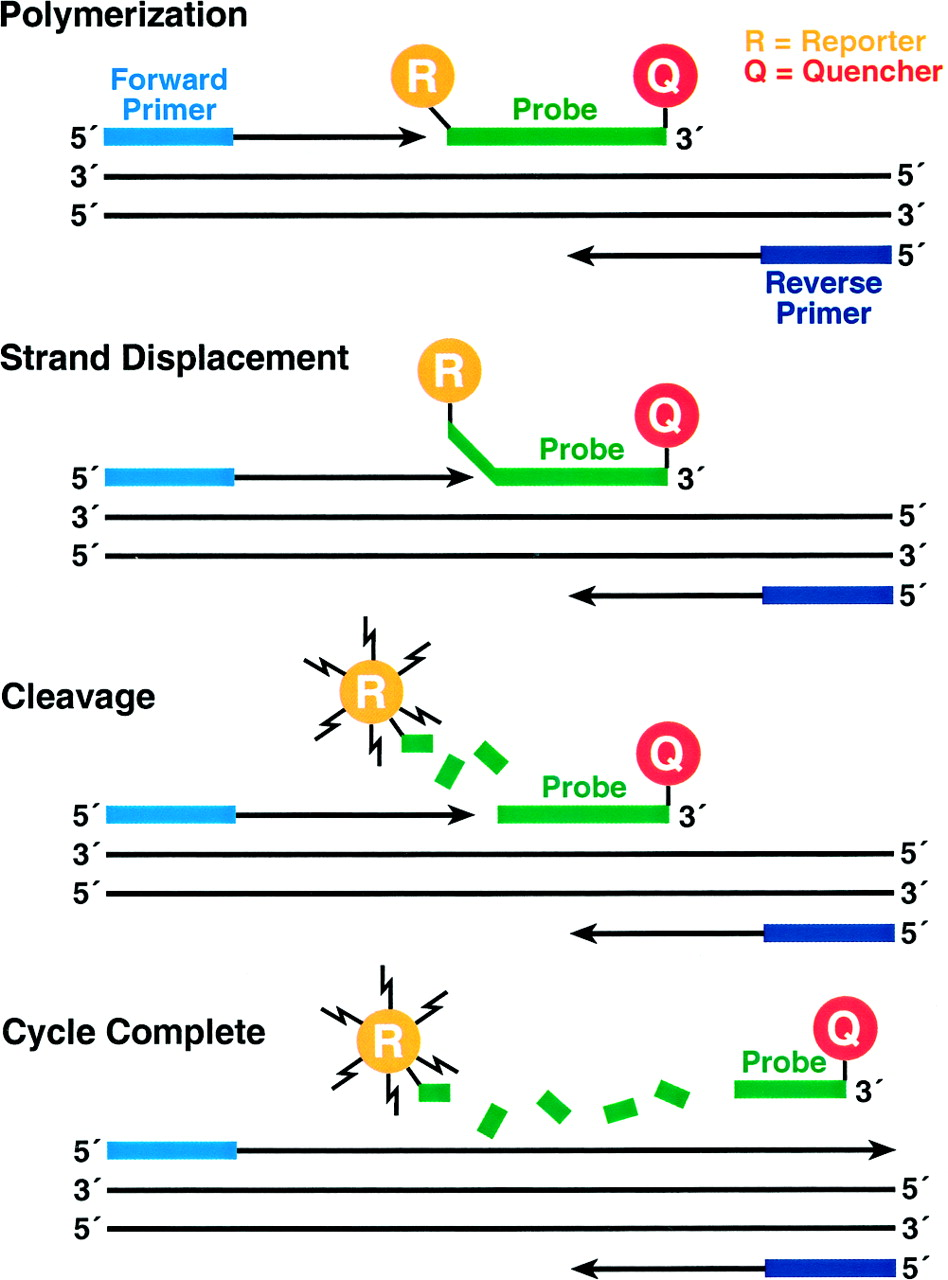 Polymerization
R = Reporter
Q = Quencher
Forward
Primer
R
Q
Probe
5´ 3´
3´ 5´
5´ 3´
5´
Reverse
Primer
Strand Displacement
R
Q
Probe
5´ 3´
3´ 5´
5´ 3´
5´
Cleavage
R
Q
Probe
5´ 3´
3´ 5´
5´ 3´
5´
Cycle Complete
R
Q
Probe
3´
5´
3´ 5´
5´ 3´
5´